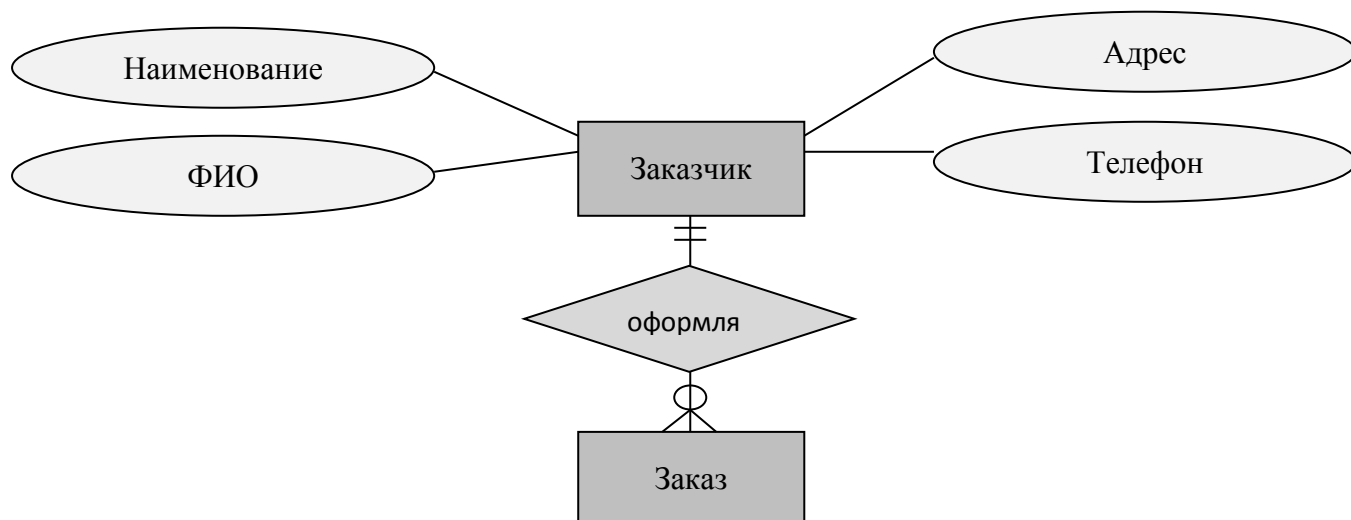 Наименование
Адрес
ФИО
Заказчик
Телефон
оформля
Заказ